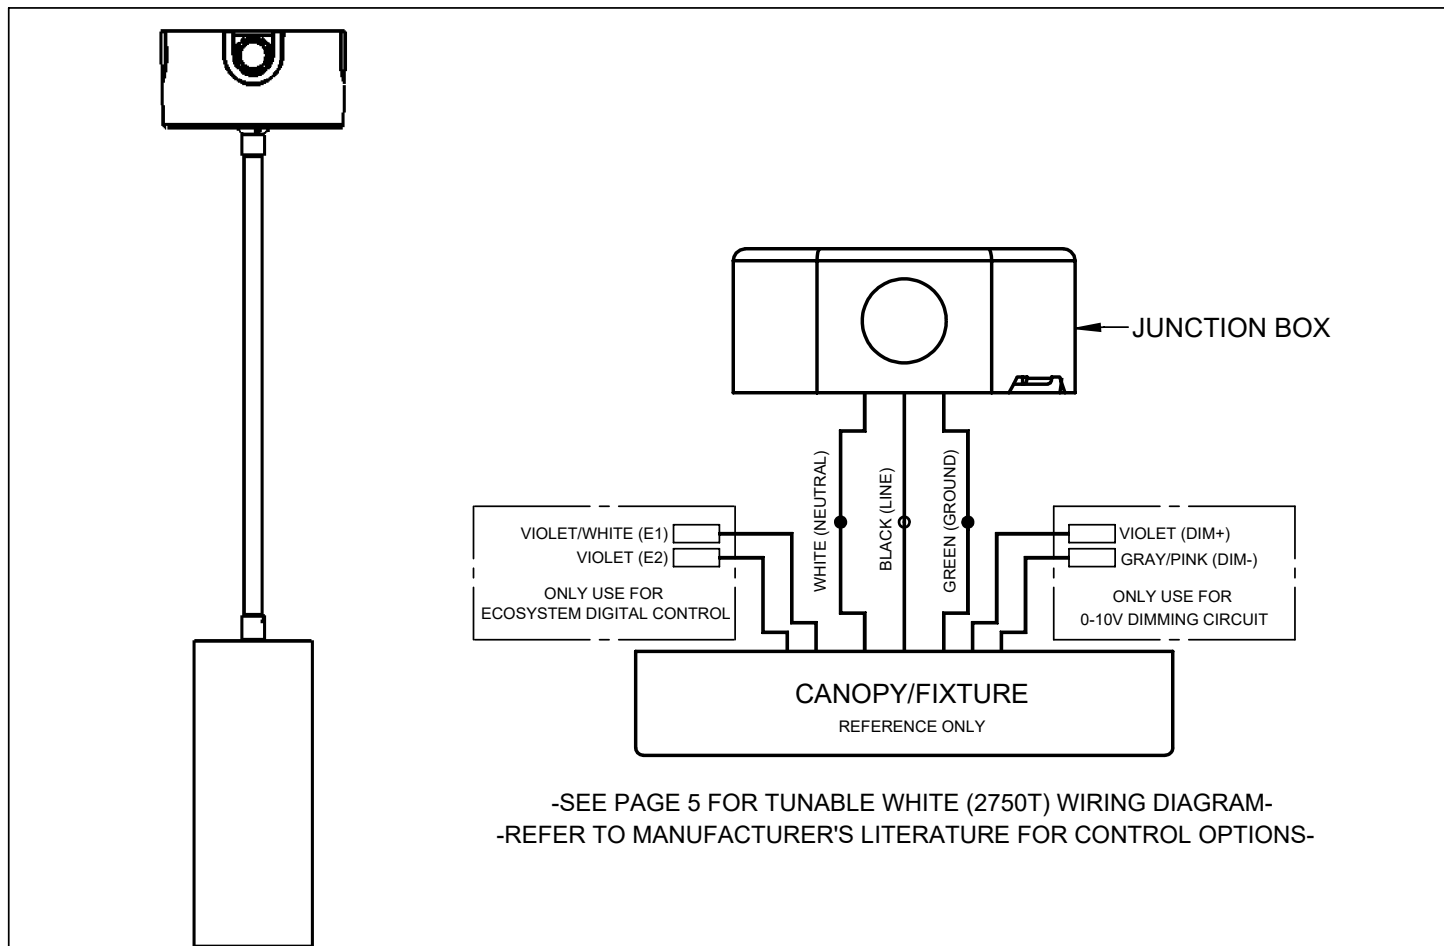 JUNCTION BOX
WHITE (NEUTRAL)
BLACK (LINE)
GREEN (GROUND)
VIOLET/WHITE (E1)
VIOLET (E2)
ONLY USE FOR
ECOSYSTEM DIGITAL CONTROL
VIOLET (DIM+)
GRAY/PINK (DIM-)
ONLY USE FOR
0-10V DIMMING CIRCUIT
CANOPY/FIXTURE
REFERENCE ONLY
-SEE PAGE 5 FOR TUNABLE WHITE (2750T) WIRING DIAGRAM-
-REFER TO MANUFACTURER'S LITERATURE FOR CONTROL OPTIONS-